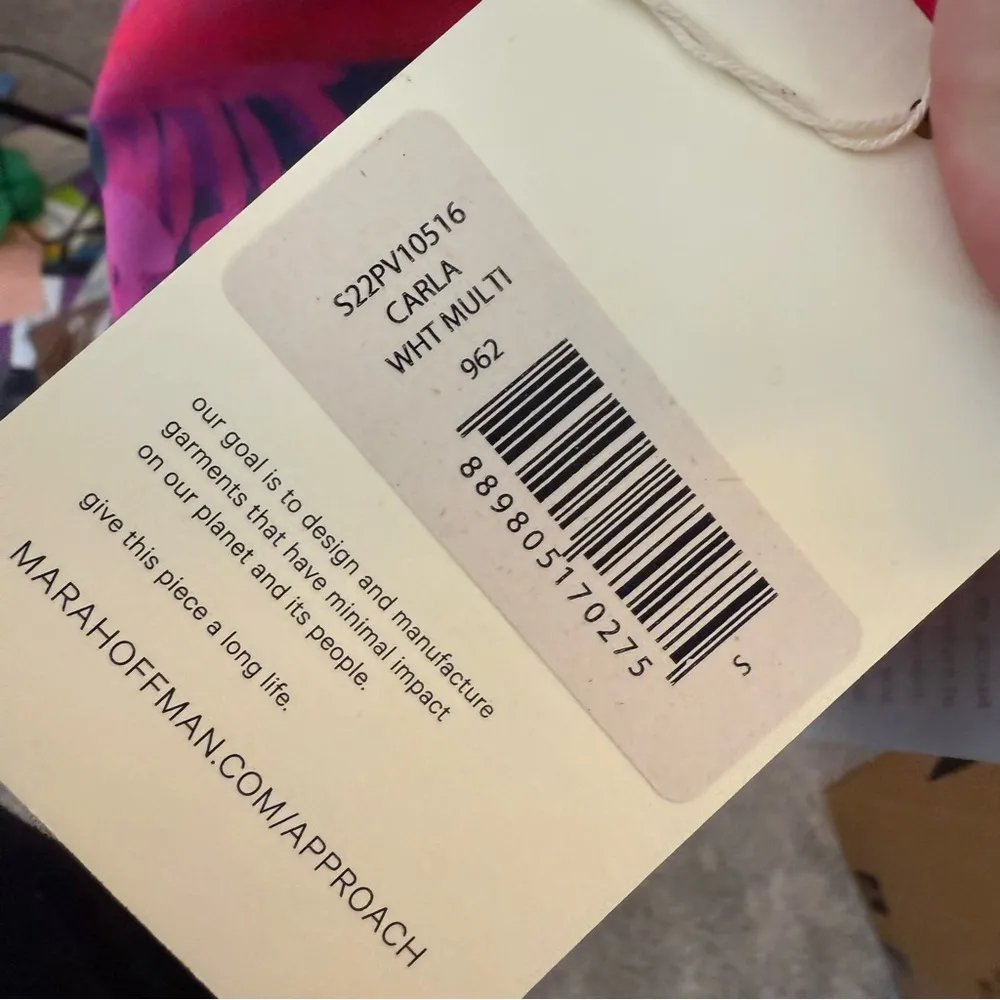 S22PV10516
CARLA
WHT MULTI
962
889805170275
S
our goal is to design and manufacture
garments that have minimal impact
on our planet and its people.
give this piece a long life.
MARAHOFFMAN.COM/APPROACH